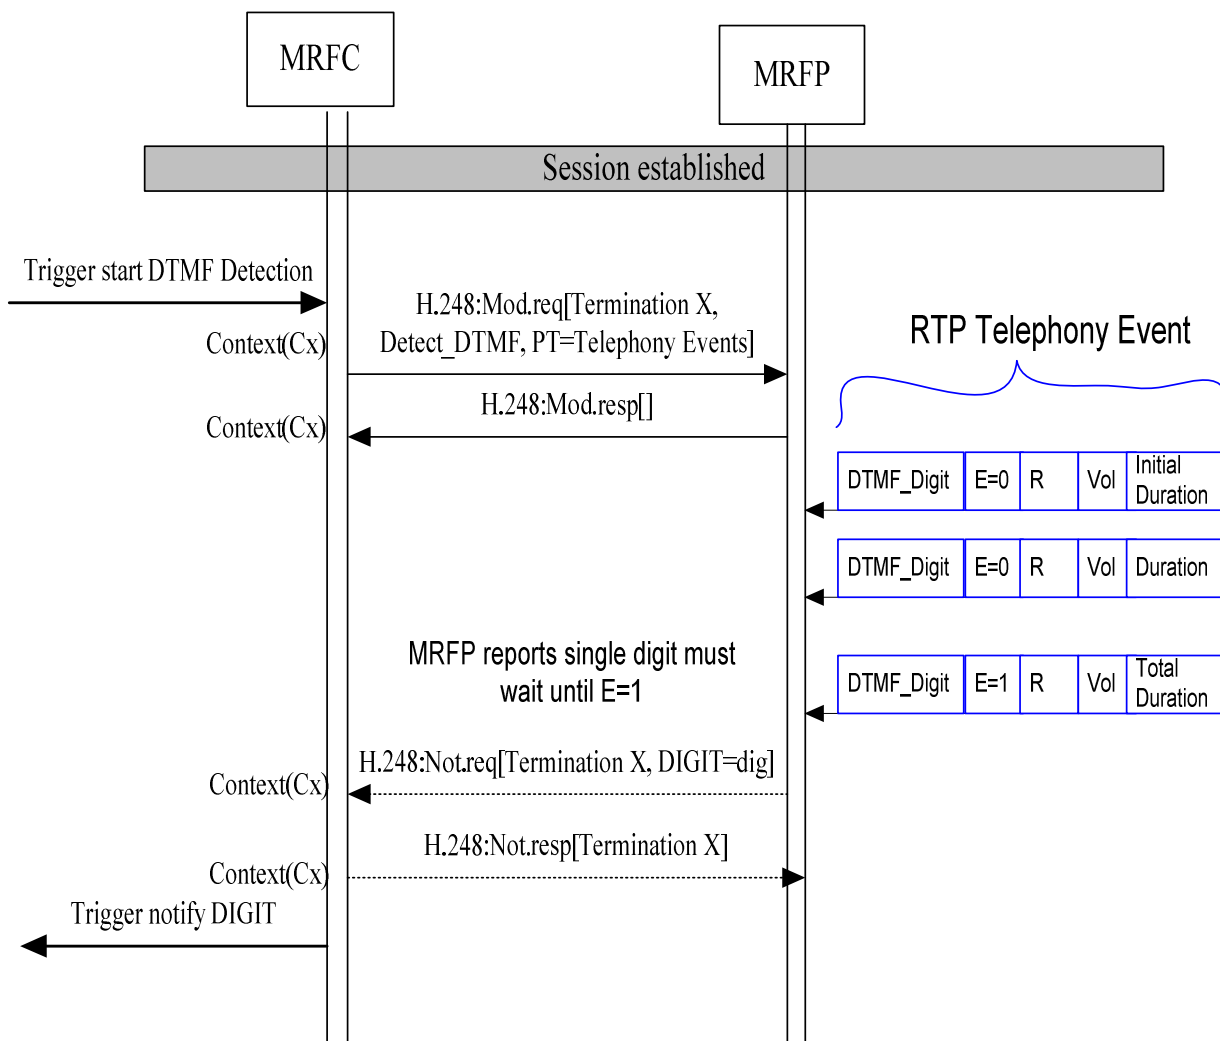 MRFC
MRFP
Session established
Trigger start DTMF Detection
H.248:Mod.req[Termination X,
Detect_DTMF, PT=Telephony Events]
Context(Cx)
RTP Telephony Event
H.248:Mod.resp[]
Context(Cx)
DTMF_Digit E=0 R Vol Initial
Duration
DTMF_Digit E=0 R Vol Duration
MRFP reports single digit must
wait until E=1
DTMF_Digit E=1 R Vol Total
Duration
H.248:Not.req[Termination X, DIGIT=dig]
Context(Cx)
H.248:Not.resp[Termination X]
Context(Cx)
Trigger notify DIGIT